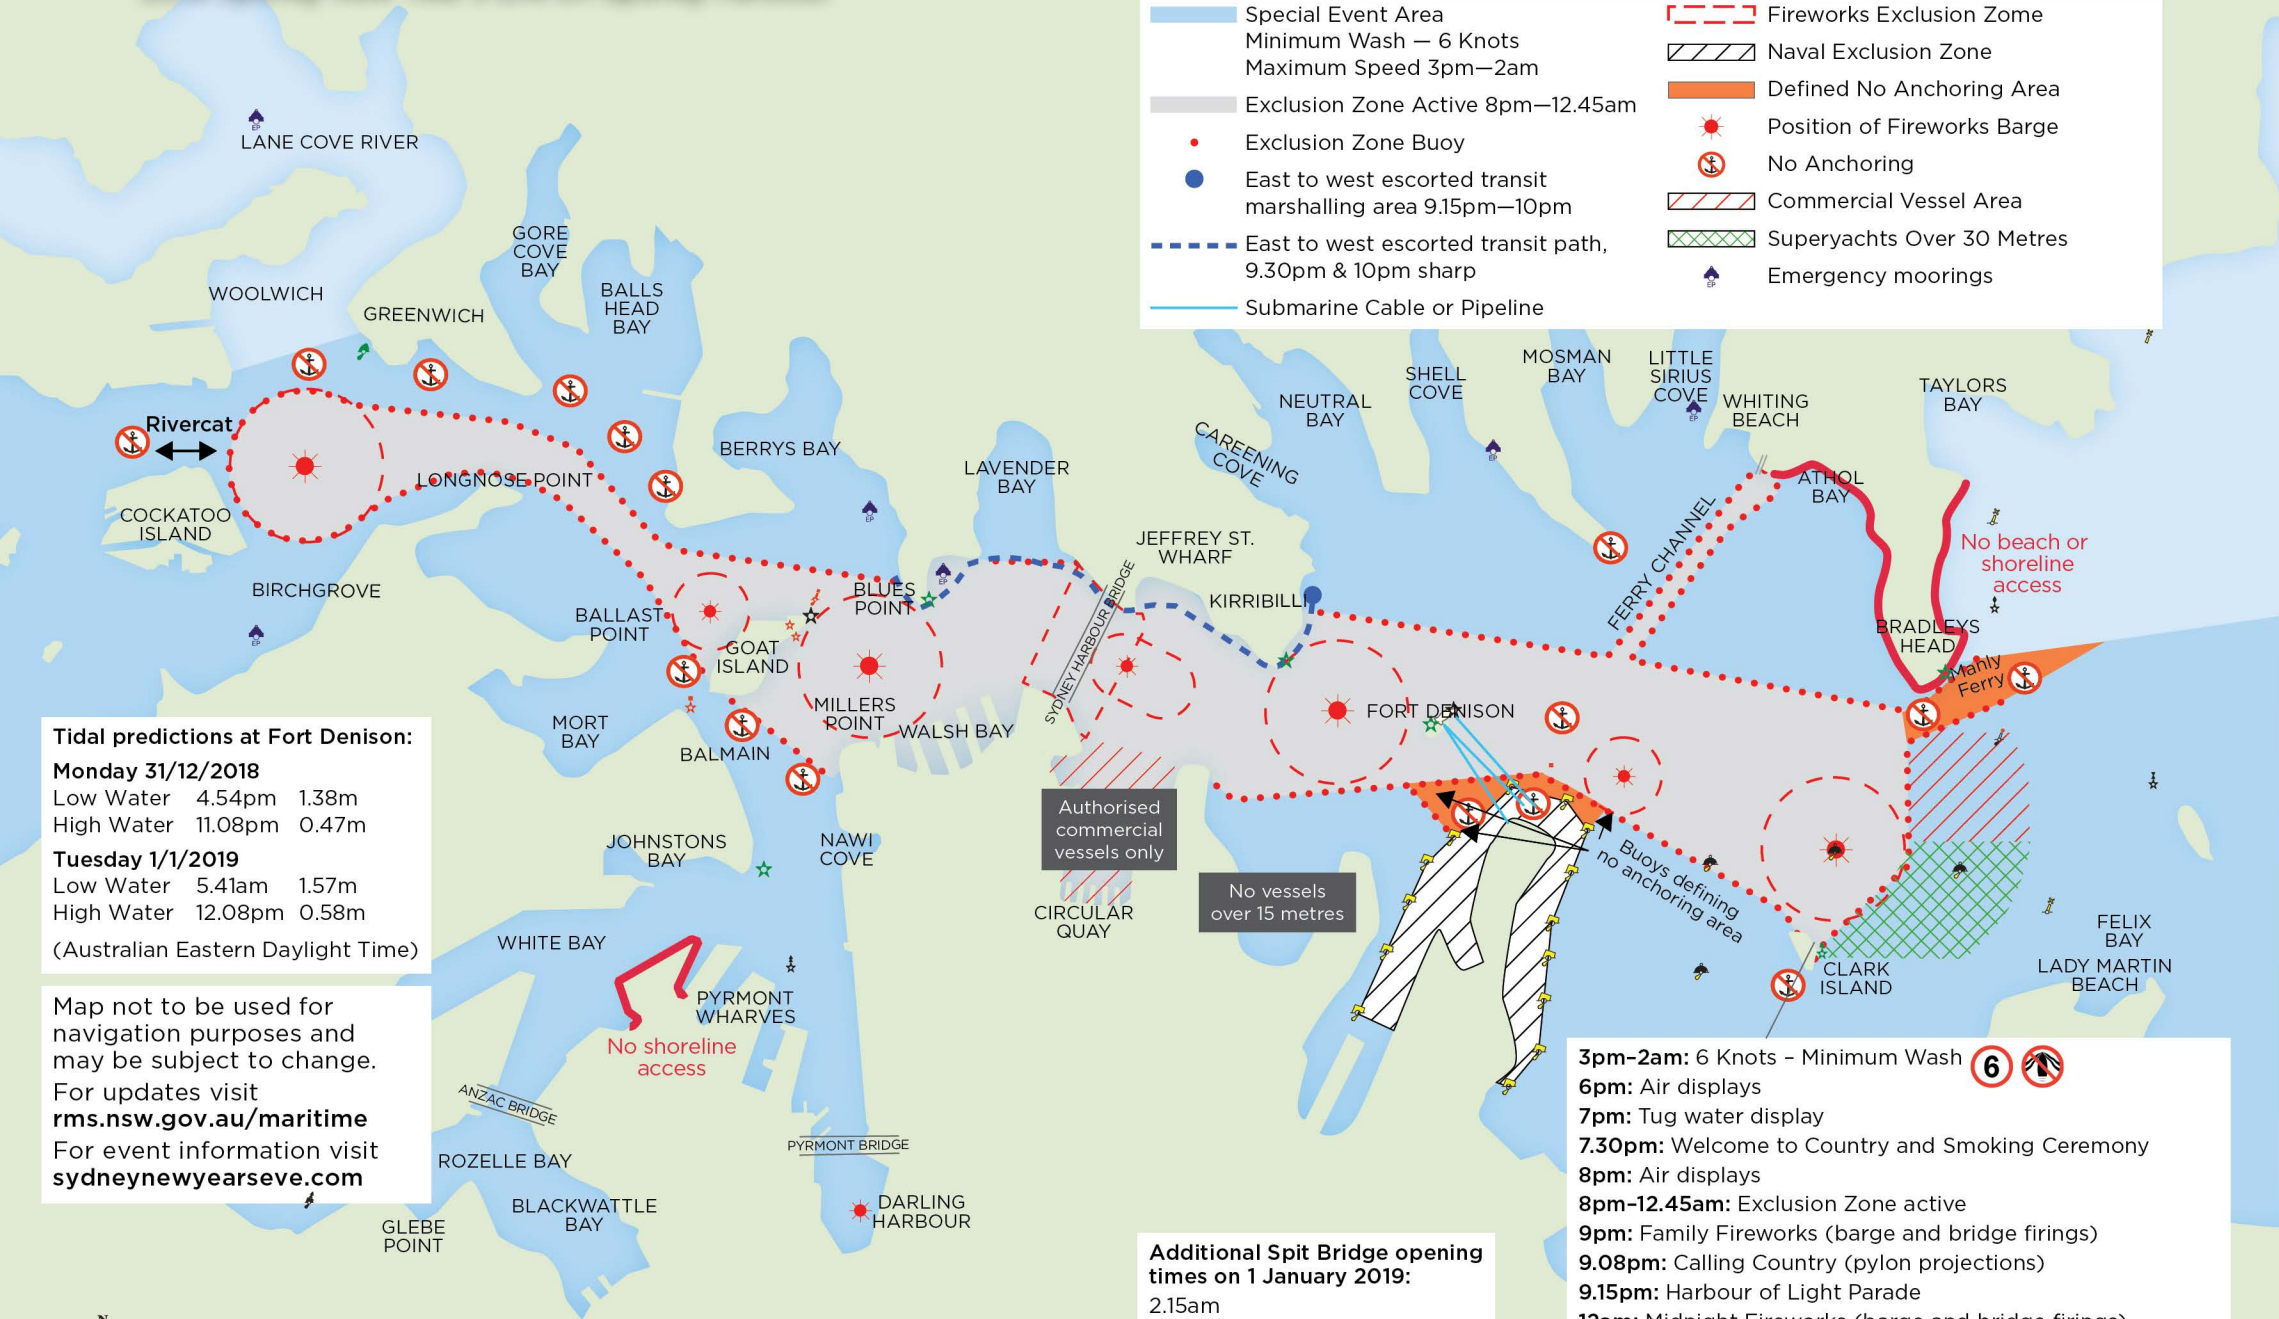 Special Event Area
Minimum Wash — 6 Knots
Maximum Speed 3pm—2am
Exclusion Zone Active 8pm—12.45am
Exclusion Zone Buoy
East to west escorted transit
marshalling area 9.15pm—10pm
East to west escorted transit path,
9.30pm & 10pm sharp
Submarine Cable or Pipeline
Fireworks Exclusion Zome
Naval Exclusion Zone
Defined No Anchoring Area
Position of Fireworks Barge
No Anchoring
Commercial Vessel Area
Superyachts Over 30 Metres
EP
Emergency moorings
EP
LANE COVE RIVER
GORE
COVE
BAY
WOOLWICH
GREENWICH
BALLS
HEAD
BAY
Rivercat
LONGNOSE POINT
COCKATOO
ISLAND
BIRCHGROVE
EP
BERRYS BAY
EP
LAVENDER
BAY
NEUTRAL
BAY
CAREENING
COVE
SHELL
COVE
MOSMAN
BAY
EP
LITTLE
SIRIUS
COVE
EP
WHITING
BEACH
TAYLORS
BAY
ATHOL
BAY
No beach or
shoreline
access
JEFFREY ST.
WHARF
SYDNEY HARBOUR BRIDGE
KIRRIBILLI
FERRY CHANNEL
BRADLEYS
HEAD
Manly
Ferry
BALLAST
POINT
GOAT
ISLAND
BLUES
POINT
EP
MILLERS
POINT
WALSH BAY
FORT DENISON
MORT
BAY
BALMAIN
JOHNSTONS
BAY
NAWI
COVE
Authorised
commercial
vessels only
CIRCULAR
QUAY
No vessels
over 15 metres
Buoys defining
no anchoring area
CLARK
ISLAND
FELIX
BAY
LADY MARTIN
BEACH
WHITE BAY
PYRMONT
WHARVES
No shoreline
access
ANZAC BRIDGE
PYRMONT BRIDGE
ROZELLE BAY
BLACKWATTLE
BAY
GLEBE
POINT
DARLING
HARBOUR
Tidal predictions at Fort Denison:
Monday 31/12/2018
Low Water 4.54pm 1.38m
High Water 11.08pm 0.47m
Tuesday 1/1/2019
Low Water 5.41am 1.57m
High Water 12.08pm 0.58m
(Australian Eastern Daylight Time)
Map not to be used for
navigation purposes and
may be subject to change.
For updates visit
rms.nsw.gov.au/maritime
For event information visit
sydneynewyearseve.com
Additional Spit Bridge opening
times on 1 January 2019:
2.15am
3pm–2am: 6 Knots – Minimum Wash 6
6pm: Air displays
7pm: Tug water display
7.30pm: Welcome to Country and Smoking Ceremony
8pm: Air displays
8pm–12.45am: Exclusion Zone active
9pm: Family Fireworks (barge and bridge firings)
9.08pm: Calling Country (pylon projections)
9.15pm: Harbour of Light Parade
12am: Midnight Fireworks (barge and bridge firings)